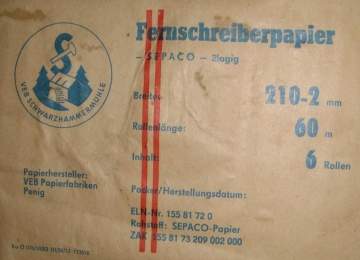 Fernschreiberpapier
– SEPACO – 2lagig
VEB SCHWARZHAMMERMÜHLE
Breite: 210-2 mm
Rollenlänge: 60 m
Inhalt: 6 Rollen
Papierhersteller:
VEB Papierfabriken
Penig
Packer/Herstellungsdatum:
ELN-Nr. 155 81 72 0
Rohstoff: SEPACO-Papier
ZAK 155 81 73 209 002 000